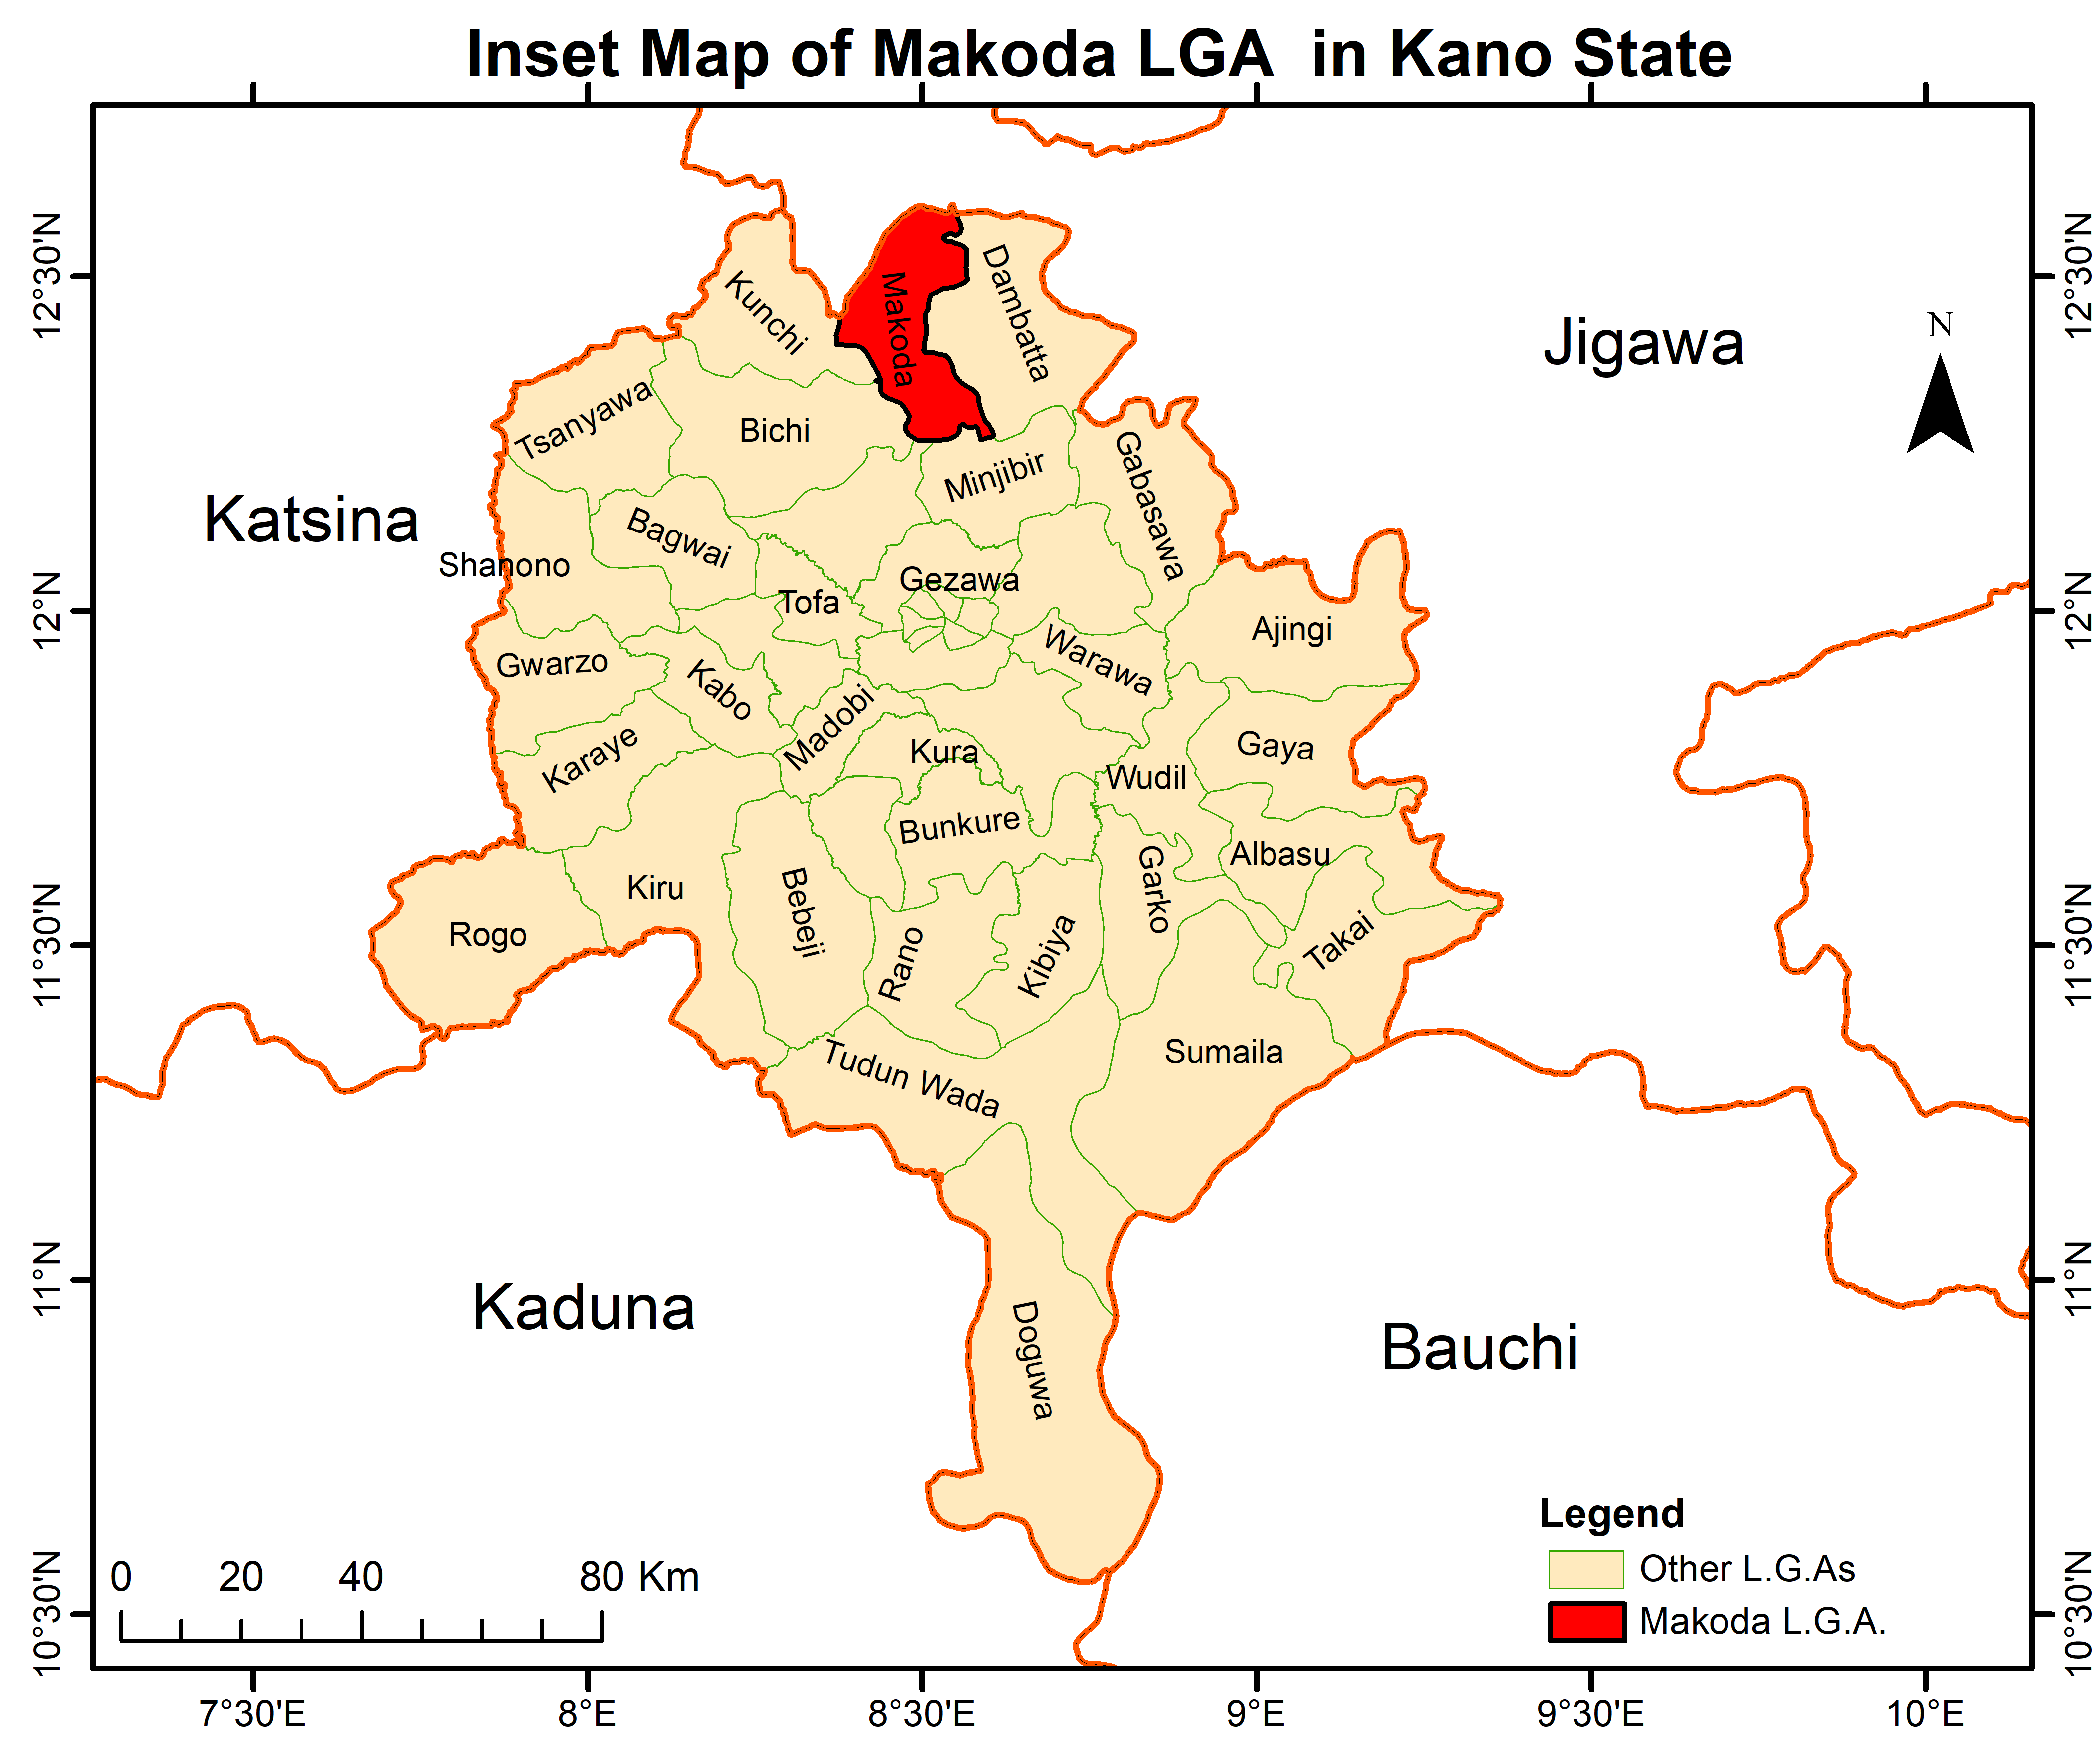 Inset Map of Makoda LGA in Kano State
12°30'N
12°N
11°30'N
11°N
10°30'N
12°30'N
12°N
11°30'N
11°N
10°30'N
7°30'E
8°E
8°30'E
9°E
9°30'E
10°E
N
Jigawa
Katsina
Kaduna
Bauchi
Makoda
Dambatta
Kunchi
Tsanyawa
Bichi
Minjibir
Gabasawa
Bagwai
Shanono
Gezawa
Tofa
Ajingi
Gwarzo
Kabo
Warawa
Madobi
Karaye
Kura
Gaya
Wudil
Bunkure
Albasu
Garko
Kiru
Bebeji
Rogo
Rano
Kibiya
Takai
Sumaila
Tudun Wada
Doguwa
0 20 40 80 Km
Legend
Other L.G.As
Makoda L.G.A.